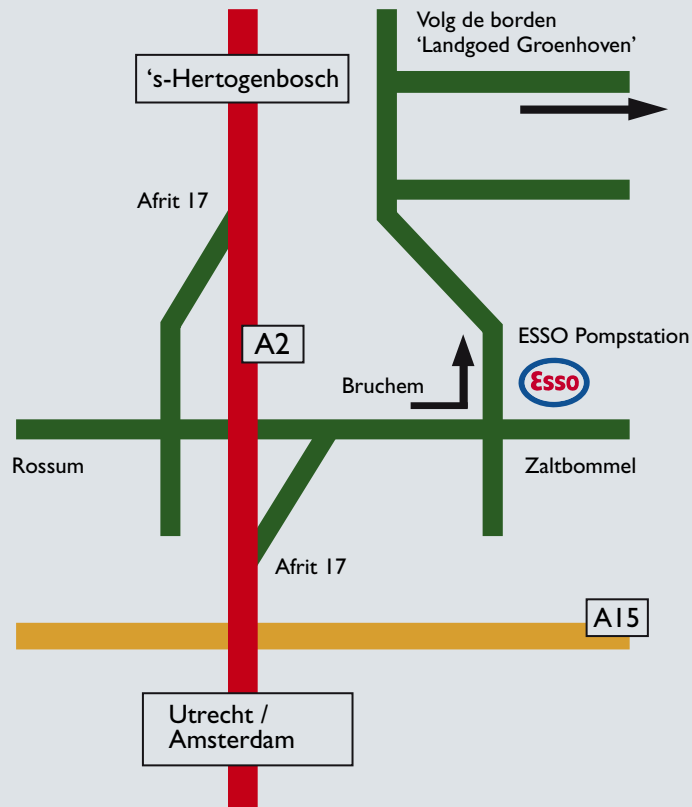 Volg de borden
‘Landgoed Groenhoven’
‘s-Hertogenbosch
Afrit 17
A2
ESSO Pompstation
Esso
Bruchem
Rossum
Zaltbommel
Afrit 17
A15
Utrecht /
Amsterdam